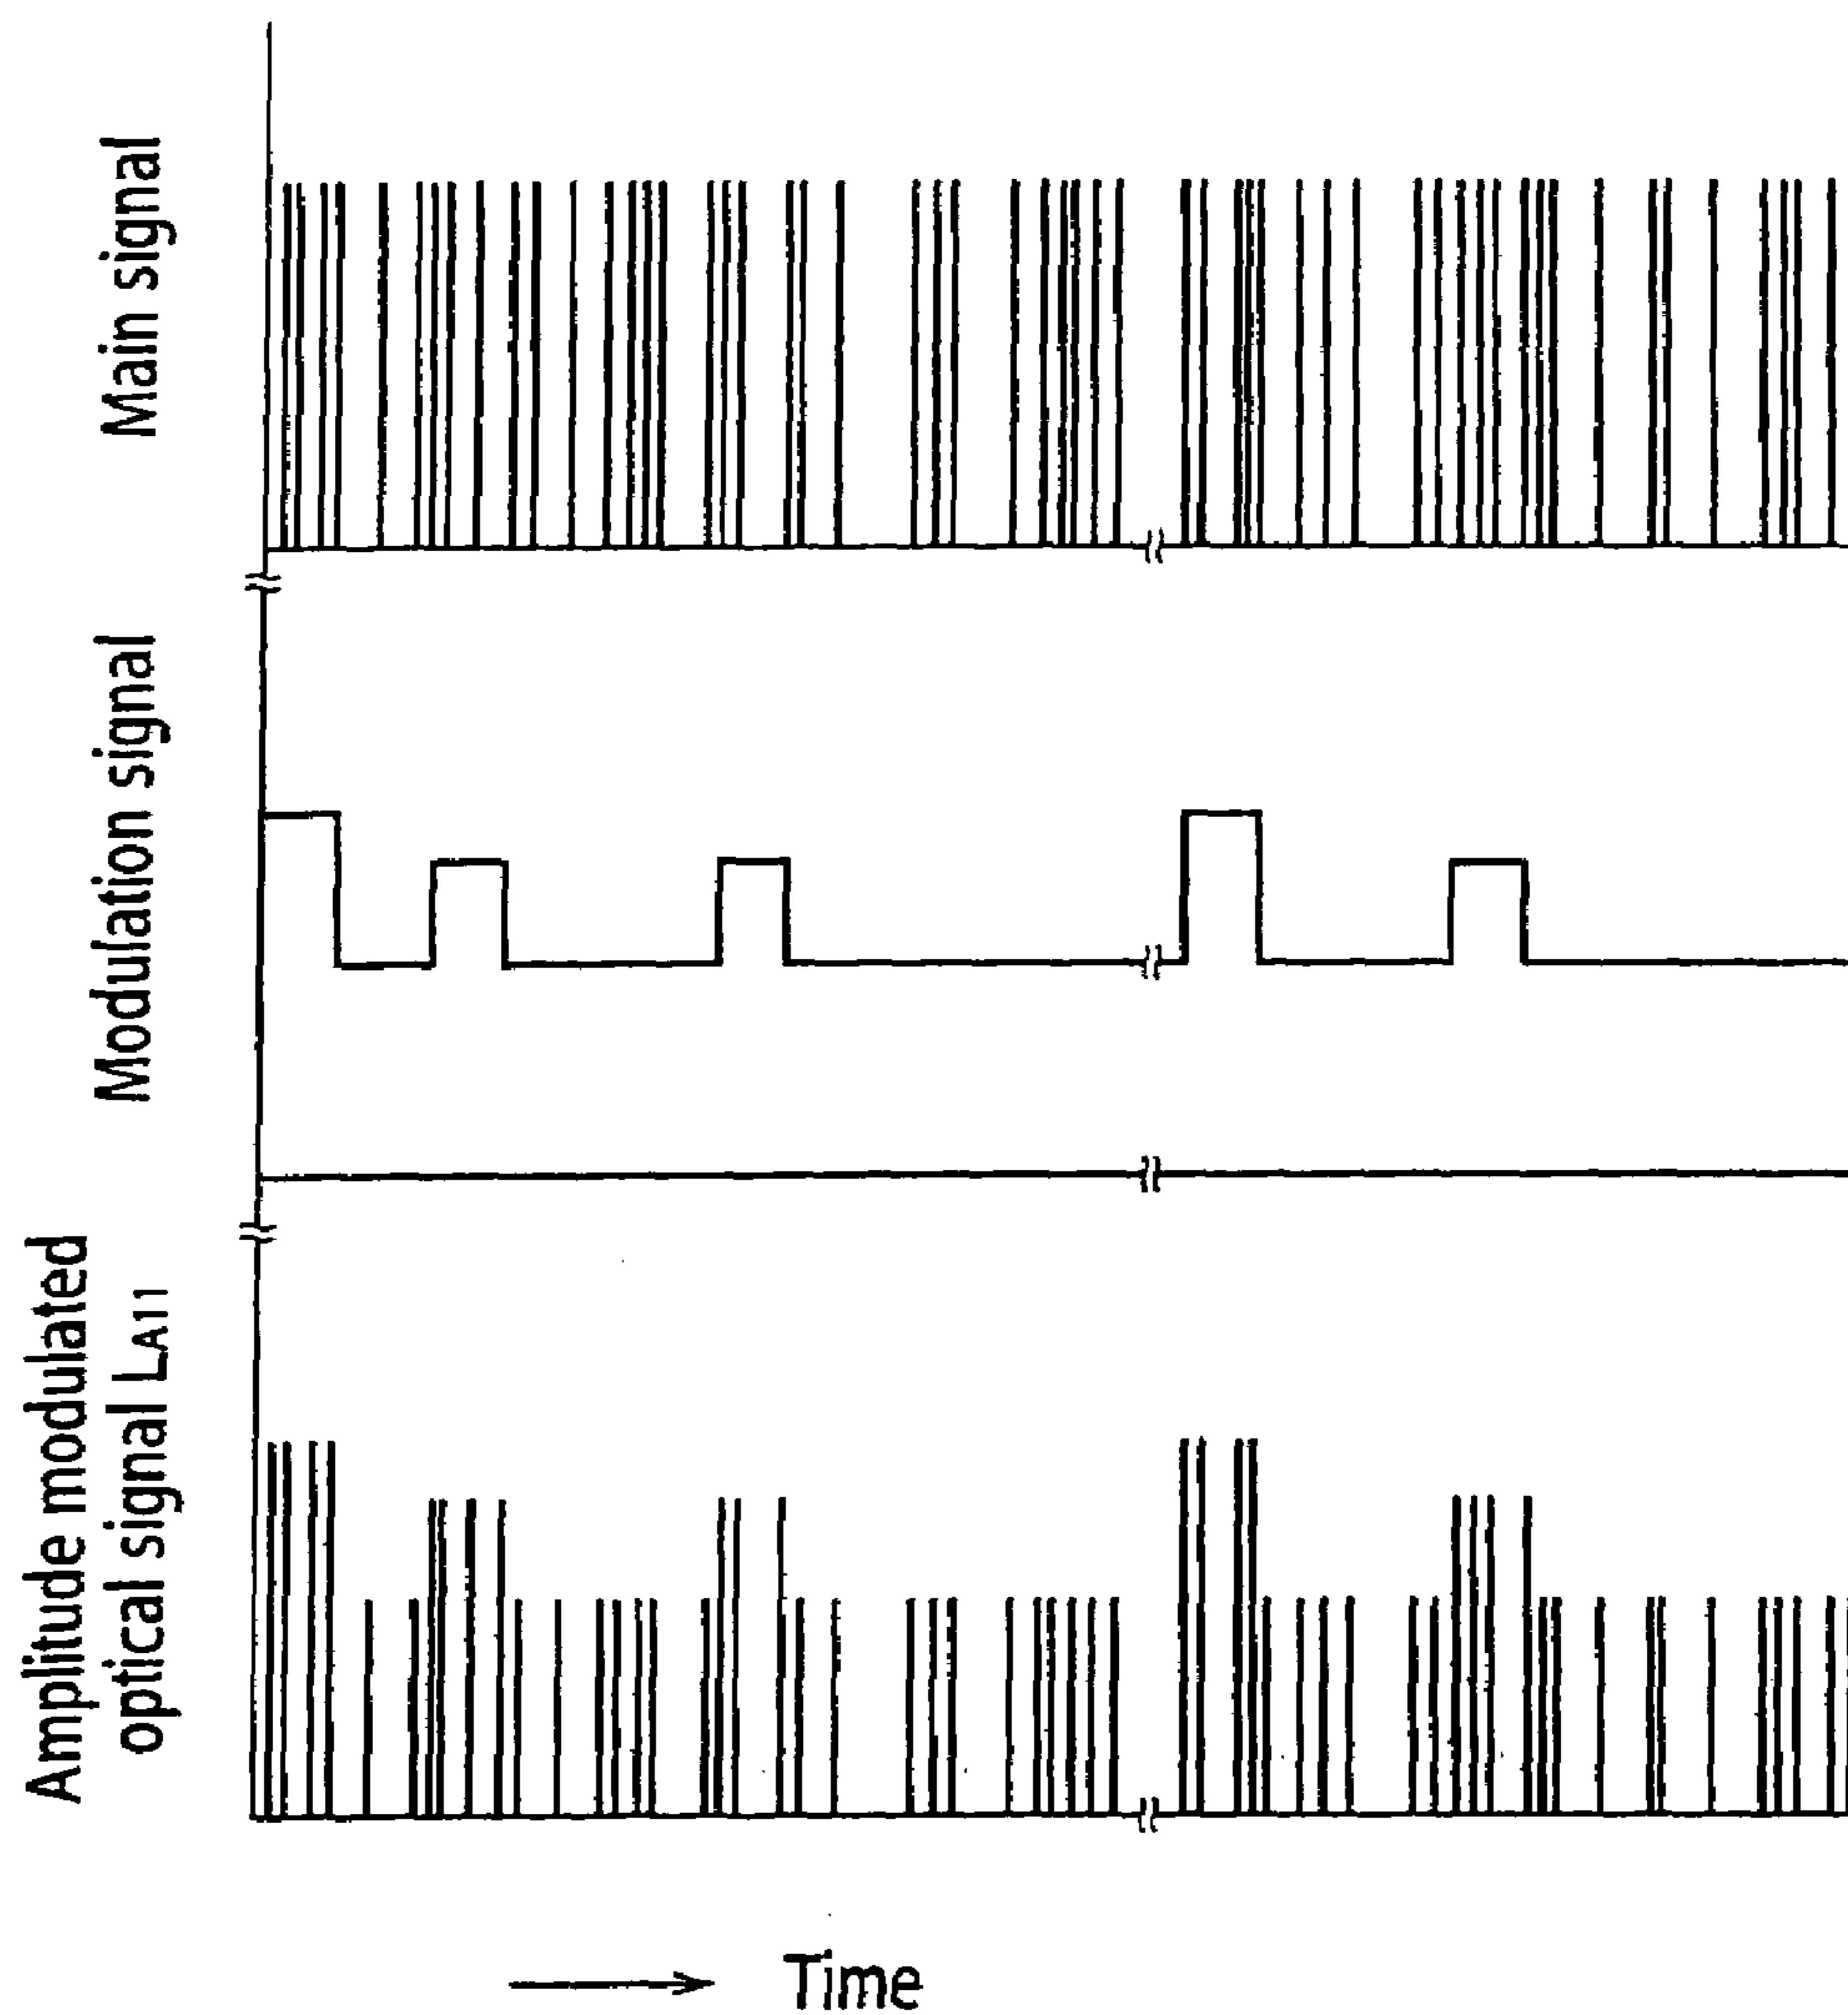 Main signal
Modulation signal
Amplitude modulated
optical signal LA11
Time